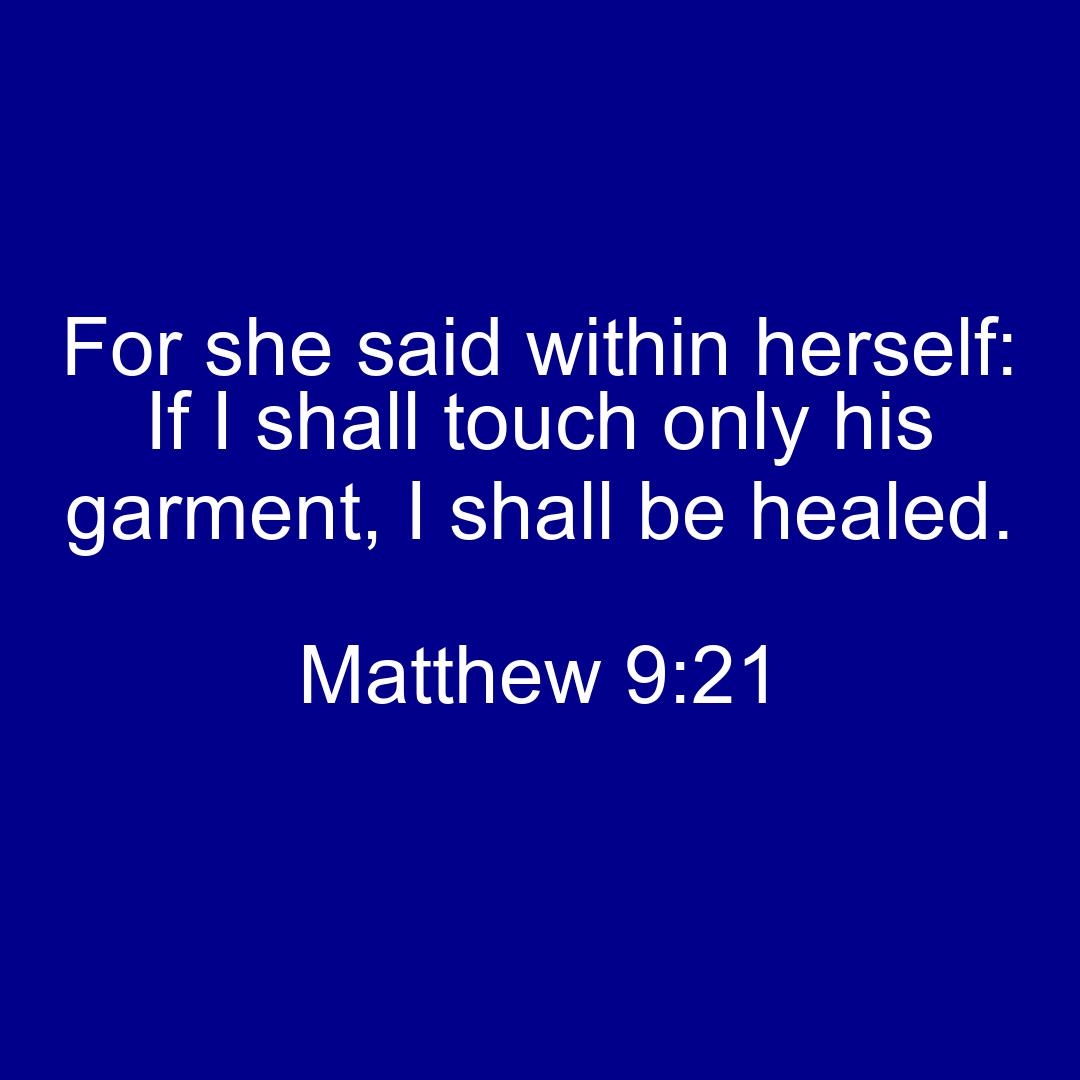 For she said within herself:
If I shall touch only his
garment, I shall be healed.
Matthew 9:21